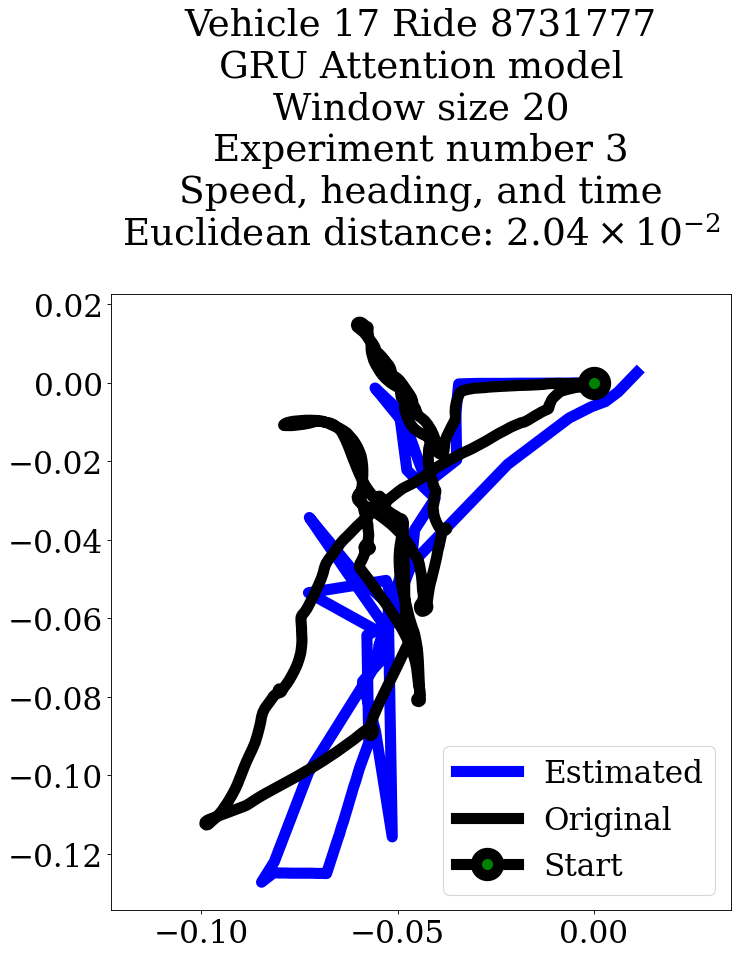 Vehicle 17 Ride 8731777
GRU Attention model
Window size 20
Experiment number 3
Speed, heading, and time
Euclidean distance: 2.04 × 10⁻²
0.02
0.00
−0.02
−0.04
−0.06
−0.08
−0.10
−0.12
Estimated
Original
Start
−0.10
−0.05
0.00